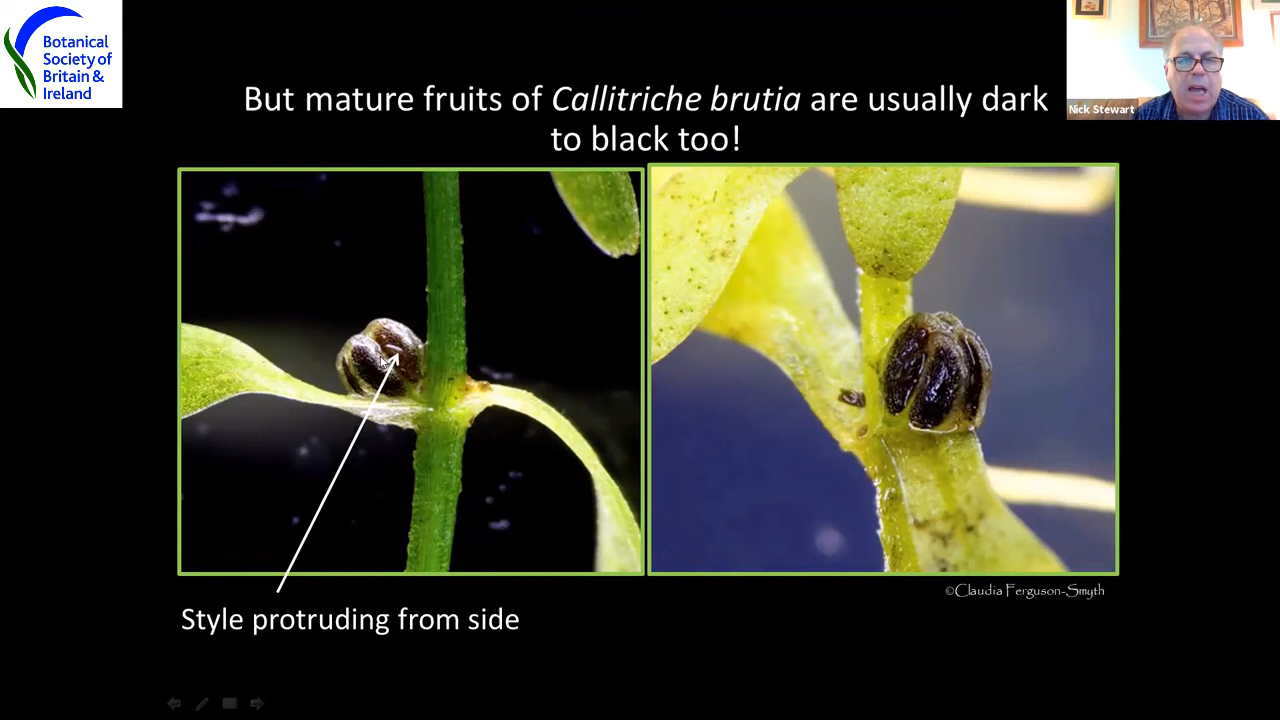 Botanical
Society of
Britain &
Ireland
Nick Stewart
But mature fruits of Callitriche brutia are usually dark
to black too!
©Claudia Ferguson-Smyth
Style protruding from side